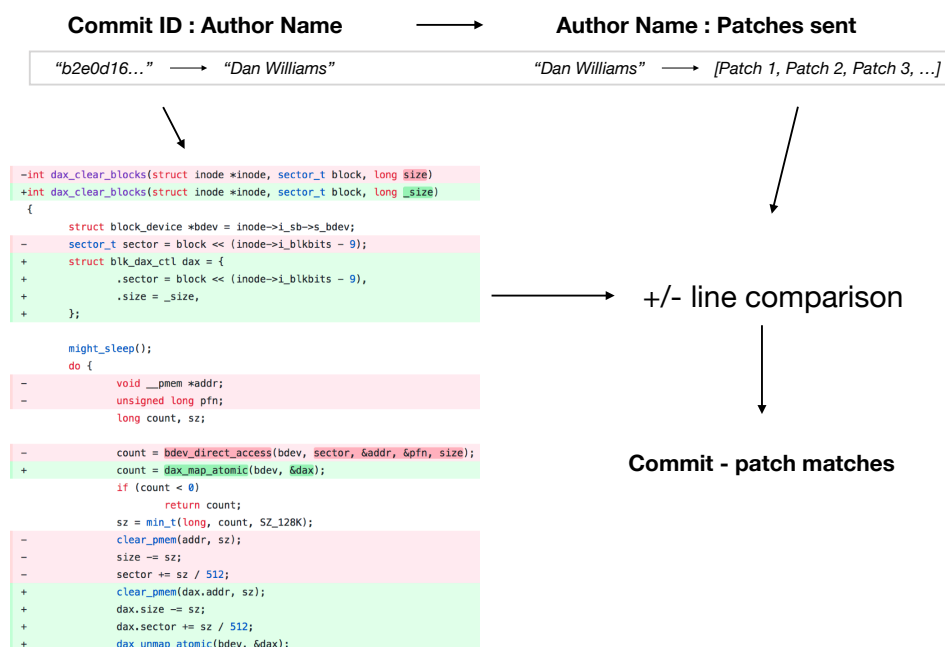 Commit ID : Author Name
Author Name : Patches sent
“b2e0d16…”
“Dan Williams”
“Dan Williams”
[Patch 1, Patch 2, Patch 3, …]
-int dax_clear_blocks(struct inode *inode, sector_t block, long size)
+int dax_clear_blocks(struct inode *inode, sector_t block, long _size)
{
struct block_device *bdev = inode->i_sb->s_bdev;
- sector_t sector = block << (inode->i_blkbits - 9);
+ struct blk_dax_ctl dax = {
+ .sector = block << (inode->i_blkbits - 9),
+ .size = _size,
+ };
might_sleep();
do {
- void __pmem *addr;
- unsigned long pfn;
long count, sz;
- count = bdev_direct_access(bdev, sector, &addr, &pfn, size);
+ count = dax_map_atomic(bdev, &dax);
if (count < 0)
return count;
sz = min_t(long, count, SZ_128K);
- clear_pmem(addr, sz);
- size -= sz;
- sector += sz / 512;
+ clear_pmem(dax.addr, sz);
+ dax.size -= sz;
+ dax.sector += sz / 512;
+ dax_unmap_atomic(bdev, &dax);
+/- line comparison
Commit - patch matches